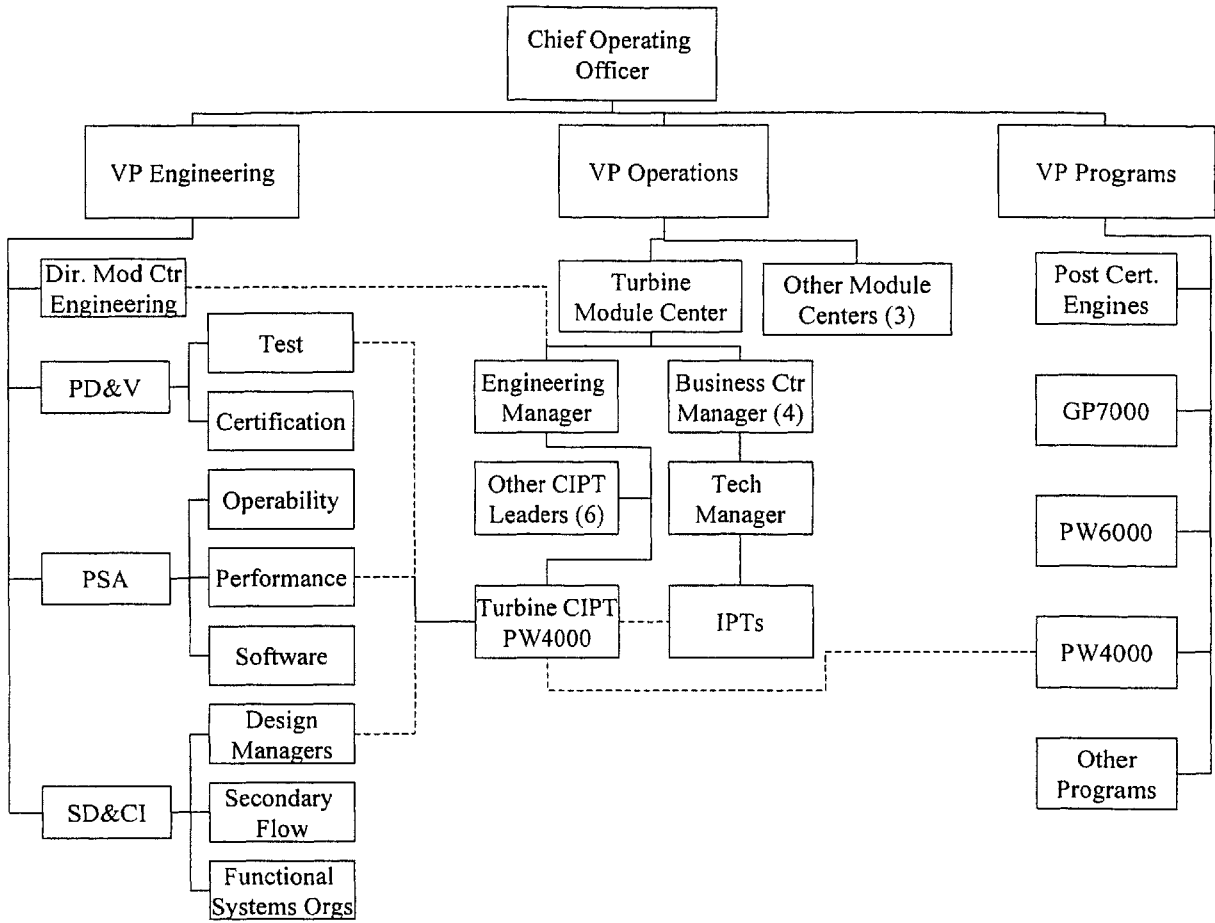 Chief Operating
Officer
VP Engineering
VP Operations
VP Programs
Dir. Mod Ctr
Engineering
Turbine
Module Center
Other Module
Centers (3)
Post Cert.
Engines
Test
PD&V
Certification
Engineering
Manager
Business Ctr
Manager (4)
GP7000
Operability
Other CIPT
Leaders (6)
Tech
Manager
PW6000
PSA
Performance
Software
Turbine CIPT
PW4000
IPTs
PW4000
Design
Managers
SD&CI
Secondary
Flow
Functional
Systems Orgs
Other
Programs